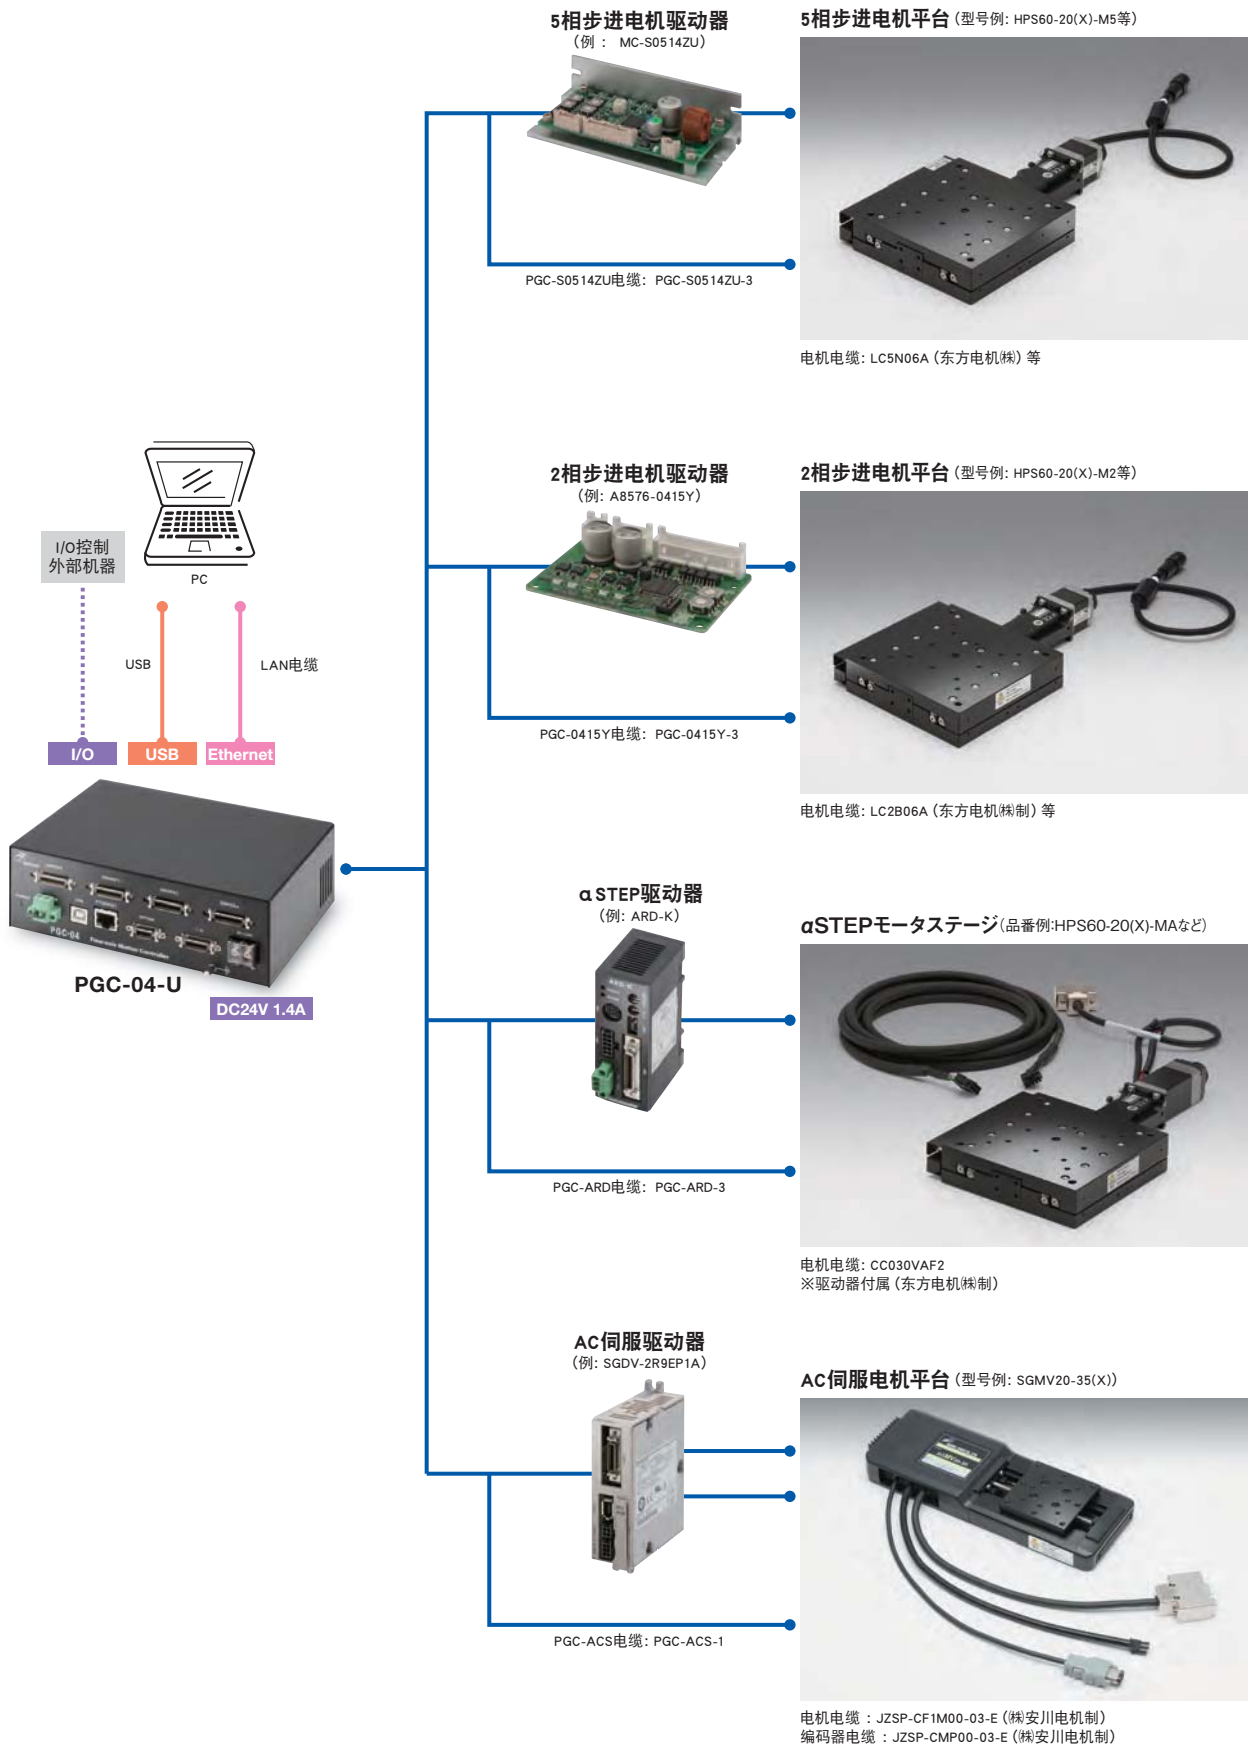 5相步进电机驱动器
（例： MC-S0514ZU）
5相步进电机平台（型号例: HPS60-20(X)-M5等）
PGC-S0514ZU电缆: PGC-S0514ZU-3
电机电缆: LC5N06A（东方电机㈱）等
2相步进电机驱动器
（例: A8576-0415Y）
2相步进电机平台（型号例: HPS60-20(X)-M2等）
I/O控制
外部机器
PC
USB
LAN电缆
I/O
USB
Ethernet
PGC-0415Y电缆: PGC-0415Y-3
电机电缆: LC2B06A（东方电机㈱制）等
PGC-04
PGC-04-U
DC24V 1.4A
αSTEP驱动器
（例: ARD-K）
αSTEPモータステージ（品番例:HPS60-20(X)-MAなど）
ARD-K
PGC-ARD电缆: PGC-ARD-3
电机电缆: CC030VAF2
※驱动器付属（东方电机㈱制）
AC伺服驱动器
（例: SGDV-2R9EP1A）
AC伺服电机平台（型号例: SGMV20-35(X)）
PGC-ACS电缆: PGC-ACS-1
电机电缆 : JZSP-CF1M00-03-E（㈱安川电机制）
编码器电缆 : JZSP-CMP00-03-E（㈱安川电机制）